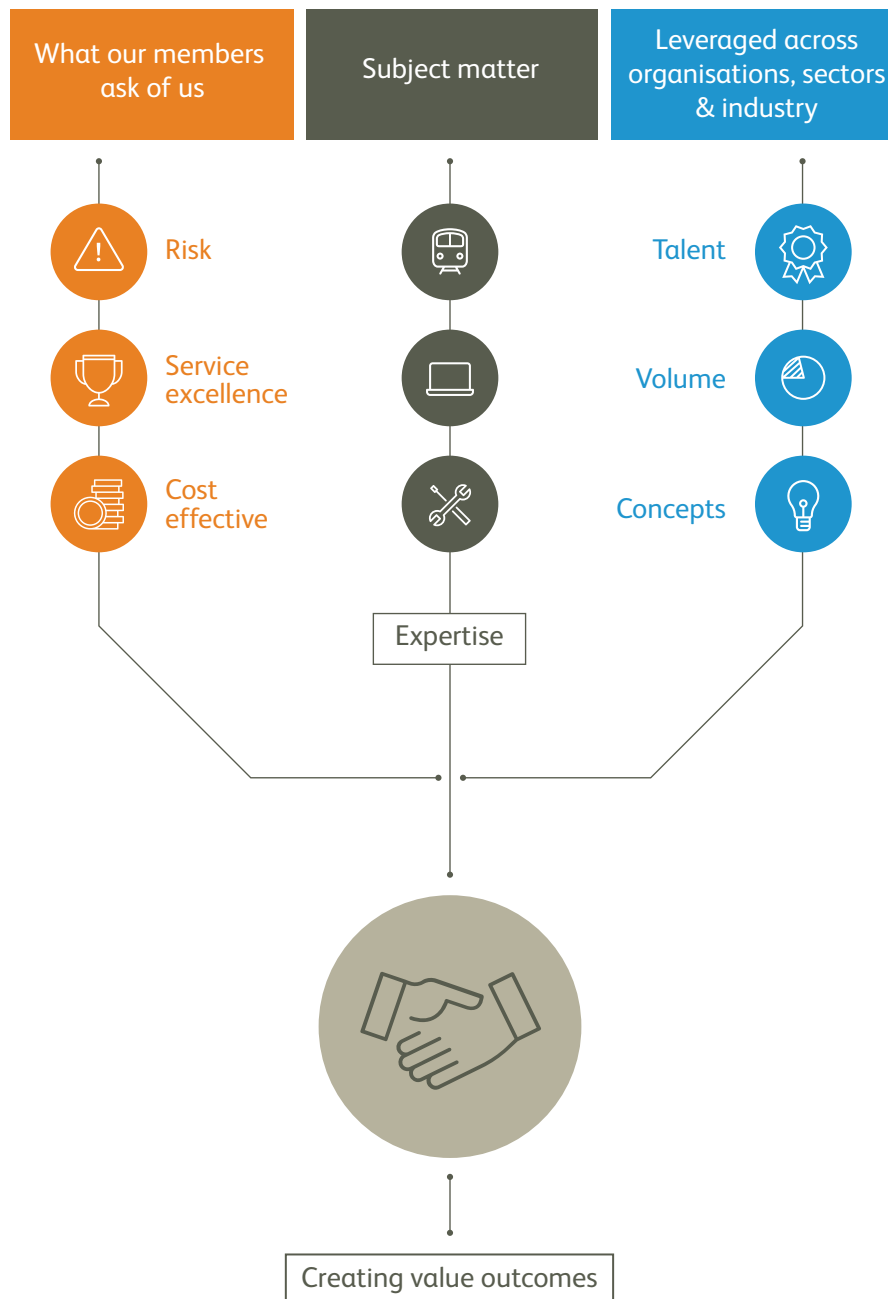 What our members
ask of us
Subject matter
Leveraged across
organisations, sectors
& industry
Risk
Talent
Service
excellence
Volume
Cost
effective
Concepts
Expertise
Creating value outcomes